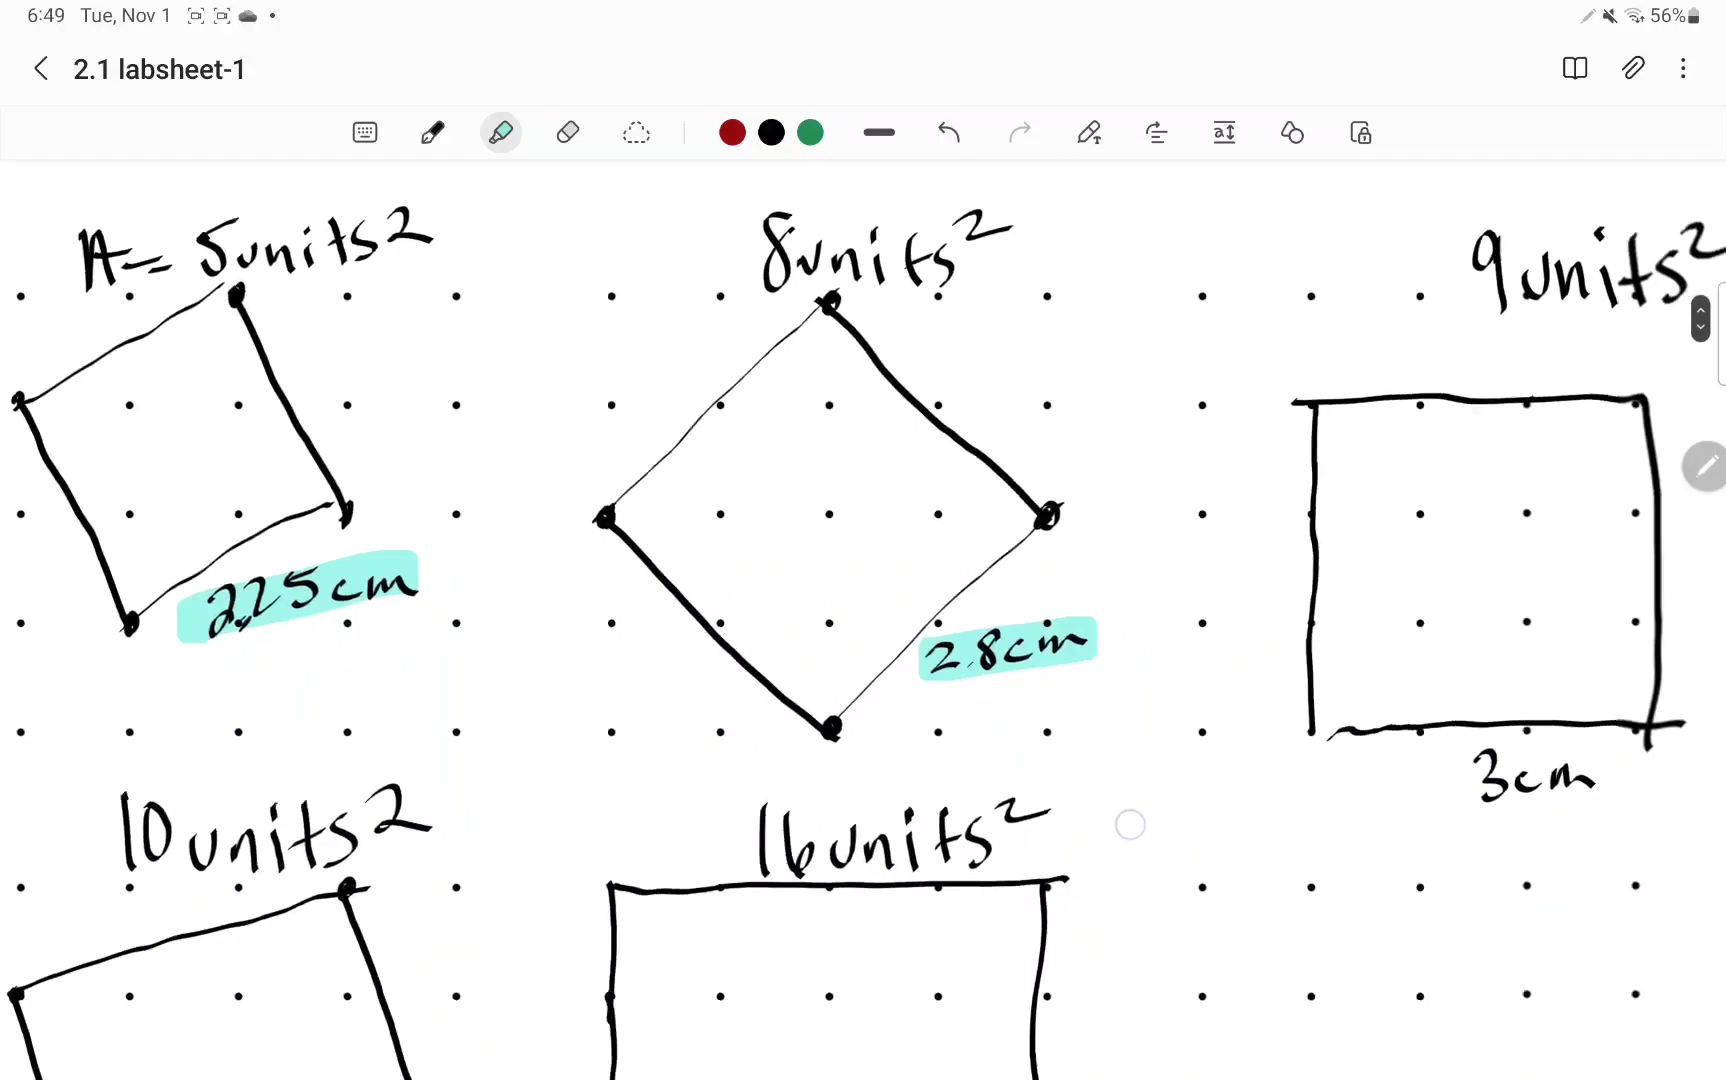 6:49 Tue, Nov 1 56%
2.1 labsheet-1
A= 5units2
8units2
9units2
2.25cm
2.8cm
3cm
10units2
16units2